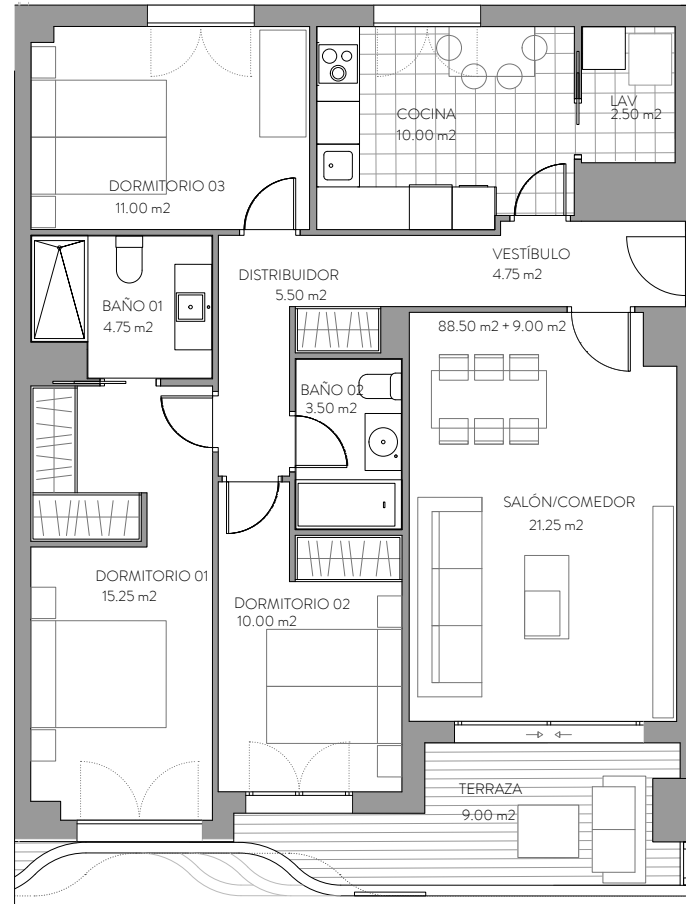 COCINA
10.00 m2
LAV
2.50 m2
DORMITORIO 03
11.00 m2
VESTÍBULO
4.75 m2
DISTRIBUIDOR
5.50 m2
BAÑO 01
4.75 m2
88.50 m2 + 9.00 m2
BAÑO 02
3.50 m2
SALÓN/COMEDOR
21.25 m2
DORMITORIO 01
15.25 m2
DORMITORIO 02
10.00 m2
TERRAZA
9.00 m2